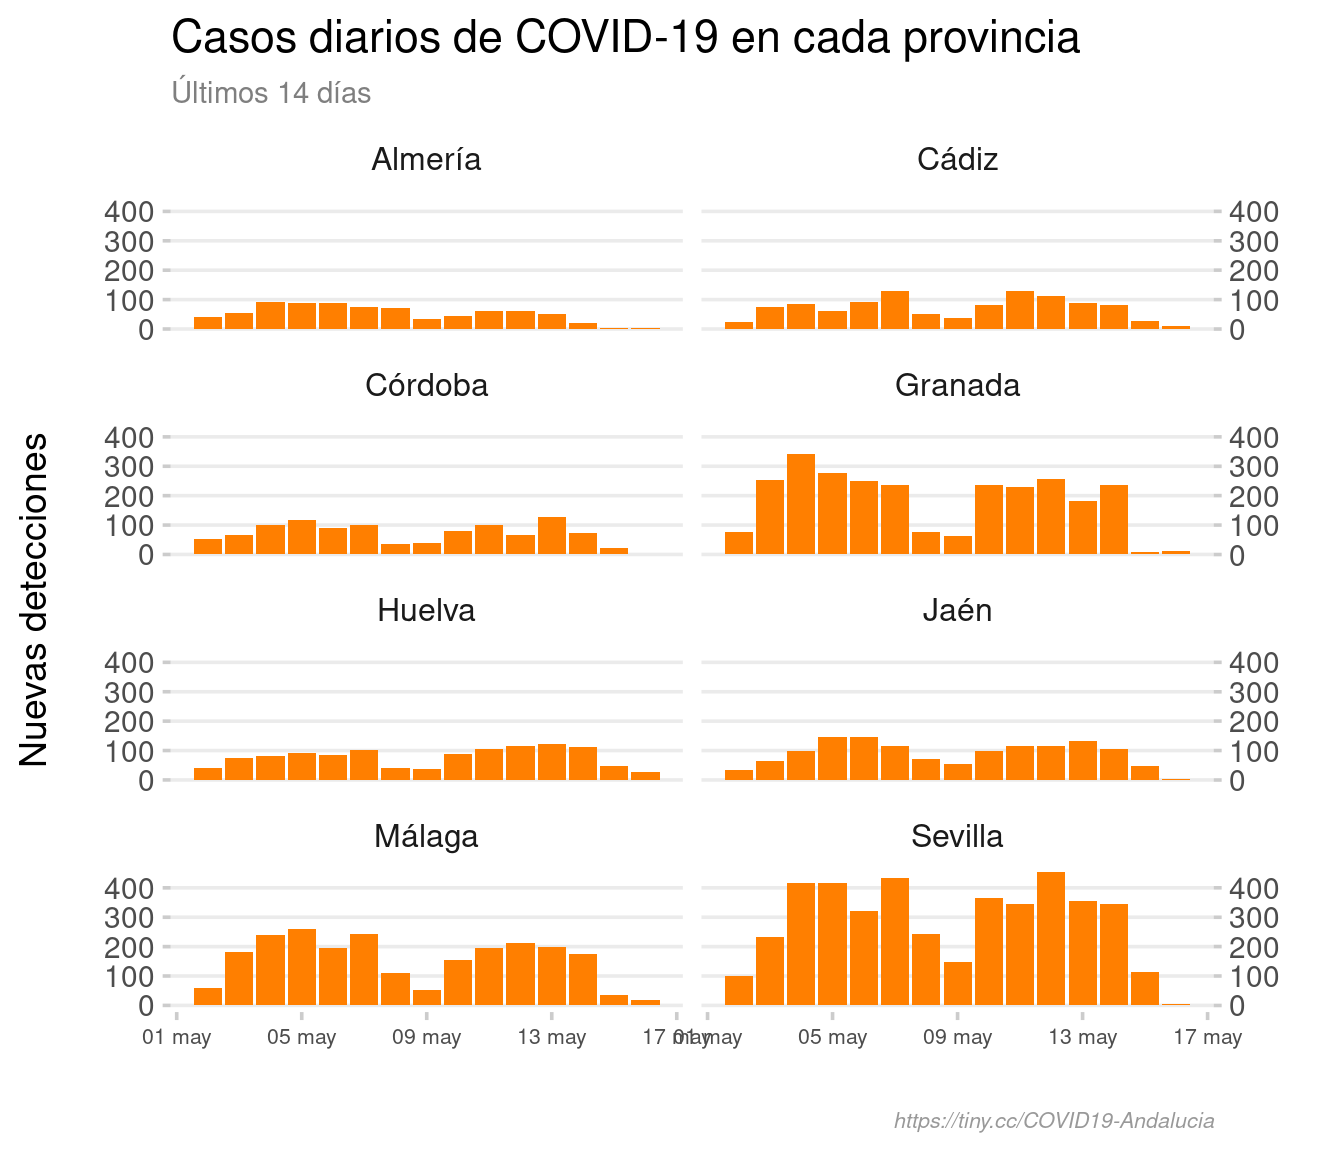 Casos diarios de COVID-19 en cada provincia
Últimos 14 días
Almería
Cádiz
400
300
200
100
0
400
300
200
100
0
Córdoba
Granada
400
300
200
100
0
400
300
200
100
0
Nuevas detecciones
Huelva
Jaén
400
300
200
100
0
400
300
200
100
0
Málaga
Sevilla
400
300
200
100
0
400
300
200
100
0
01 may 05 may 09 may 13 may 17 may
01 may 05 may 09 may 13 may 17 may
https://tiny.cc/COVID19-Andalucia